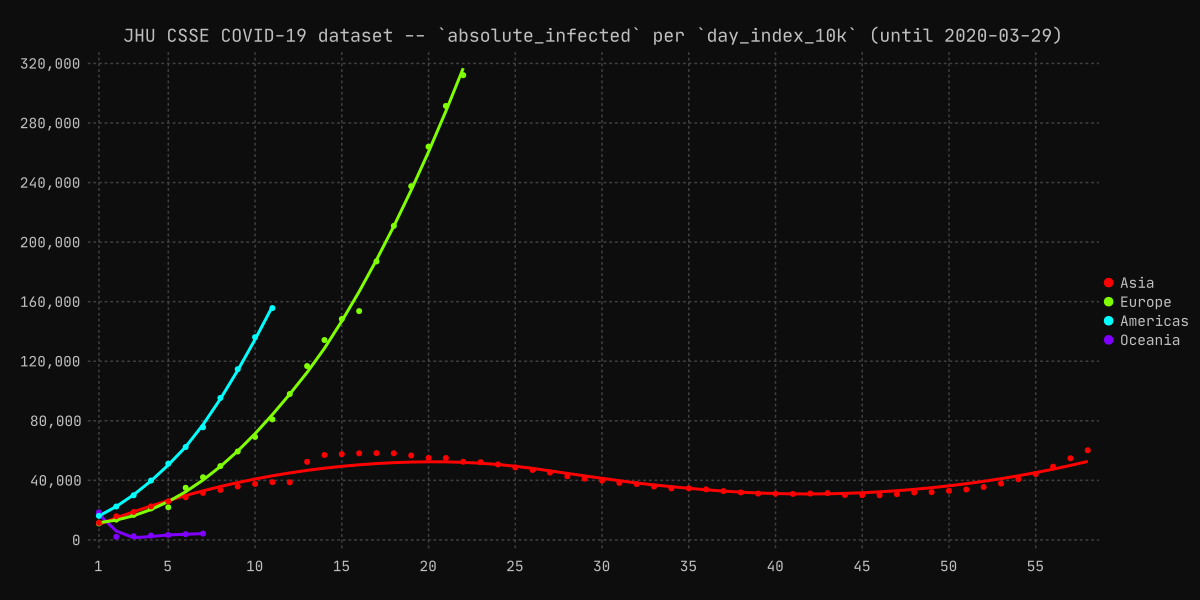 JHU CSSE COVID-19 dataset -- `absolute_infected` per `day_index_10k` (until 2020-03-29)
320,000
280,000
240,000
200,000
160,000
120,000
80,000
40,000
0
1 5 10 15 20 25 30 35 40 45 50 55
Asia
Europe
Americas
Oceania